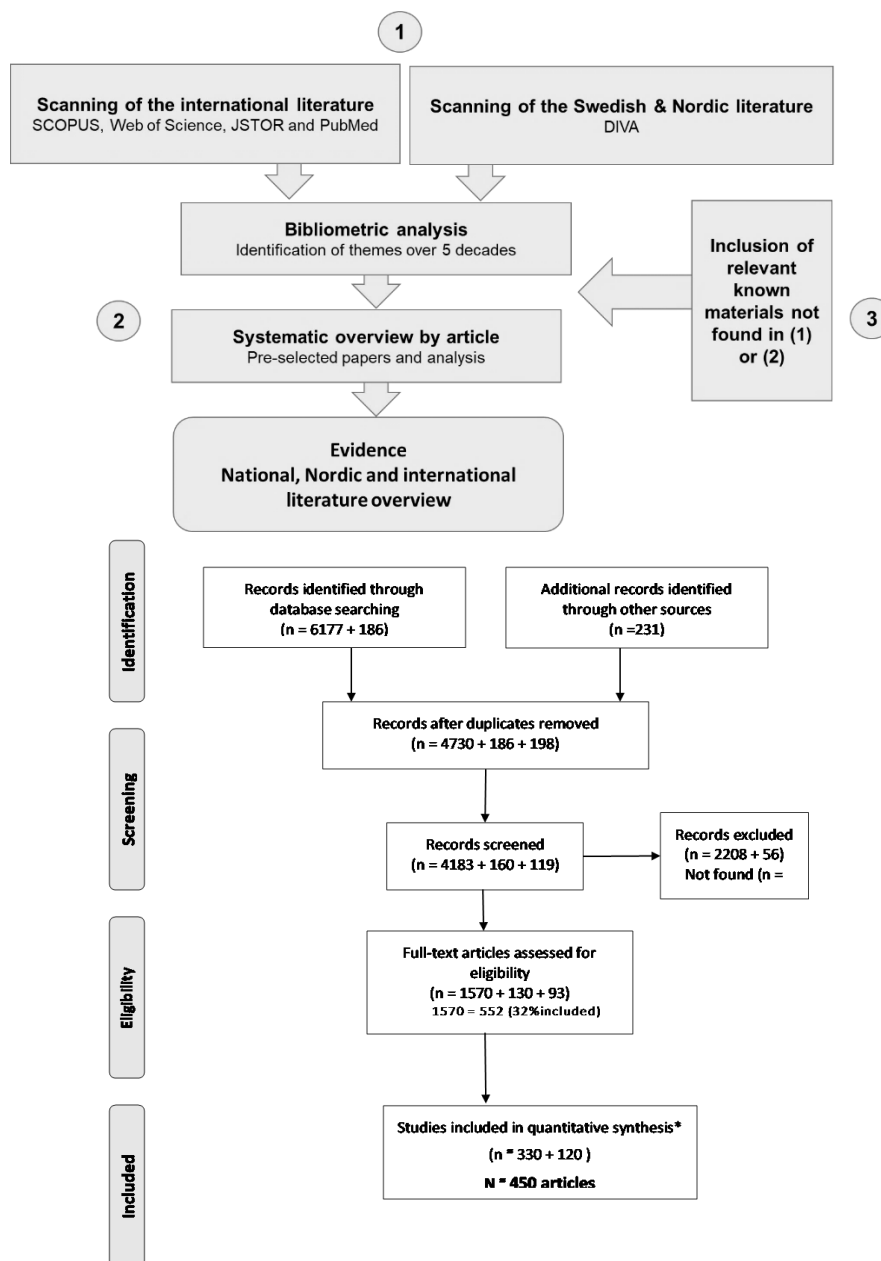 1
Scanning of the international literature
SCOPUS, Web of Science, JSTOR and PubMed
Scanning of the Swedish & Nordic literature
DIVA
Bibliometric analysis
Identification of themes over 5 decades
Inclusion of
relevant
known
materials not
found in (1)
or (2)
3
2
Systematic overview by article
Pre-selected papers and analysis
Evidence
National, Nordic and international
literature overview
Identification
Records identified through
database searching
(n = 6177 + 186)
Additional records identified
through other sources
(n =231)
Records after duplicates removed
(n = 4730 + 186 + 198)
Screening
Records screened
(n = 4183 + 160 + 119)
Records excluded
(n = 2208 + 56)
Not found (n =
Eligibility
Full-text articles assessed for
eligibility
(n = 1570 + 130 + 93)
1570 = 552 (32%included)
Included
Studies included in quantitative synthesis*
(n = 330 + 120 )
N = 450 articles